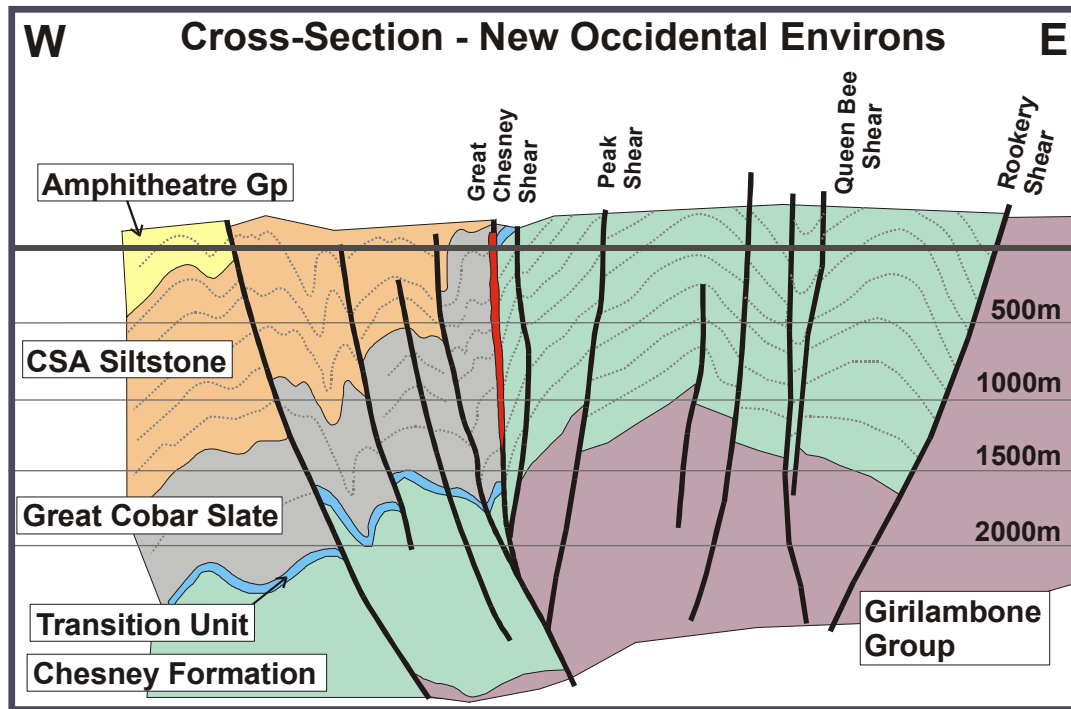 W
Cross-Section - New Occidental Environs
E
Great
Chesney
Shear
Peak
Shear
Queen Bee
Shear
Rookery
Shear
Amphitheatre Gp
500m
CSA Siltstone
1000m
1500m
Great Cobar Slate
2000m
Transition Unit
Girilambone
Group
Chesney Formation